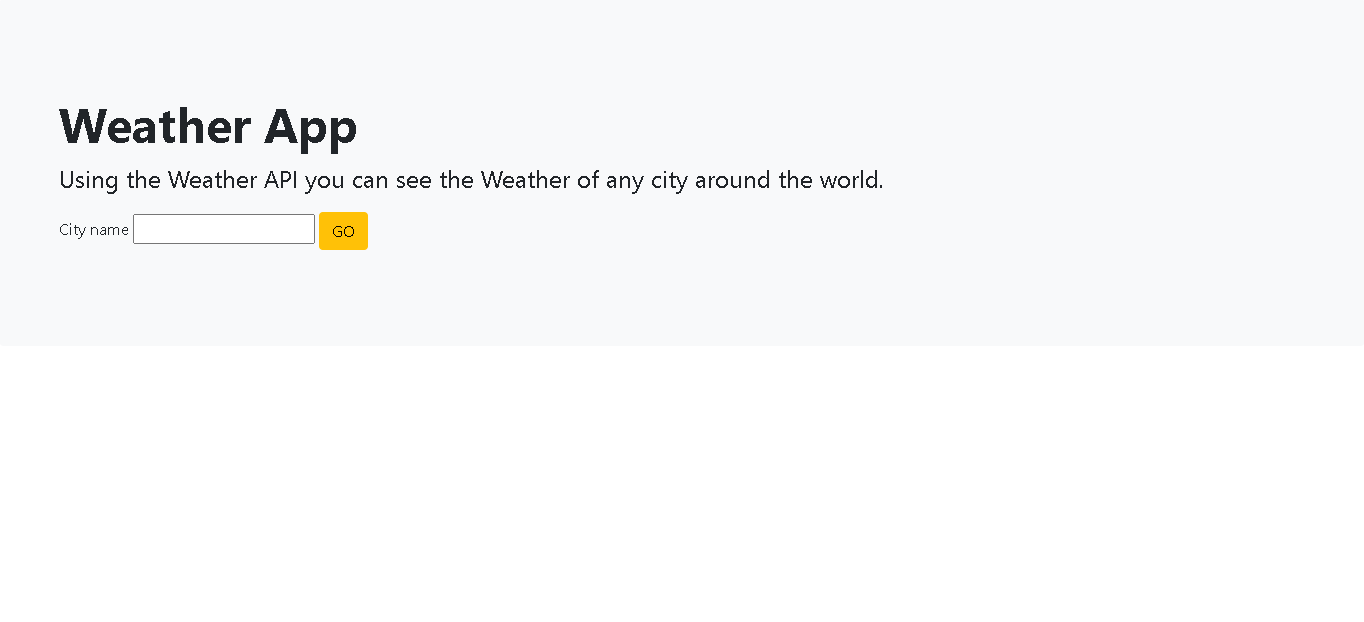 Weather App
Using the Weather API you can see the Weather of any city around the world.
City name GO